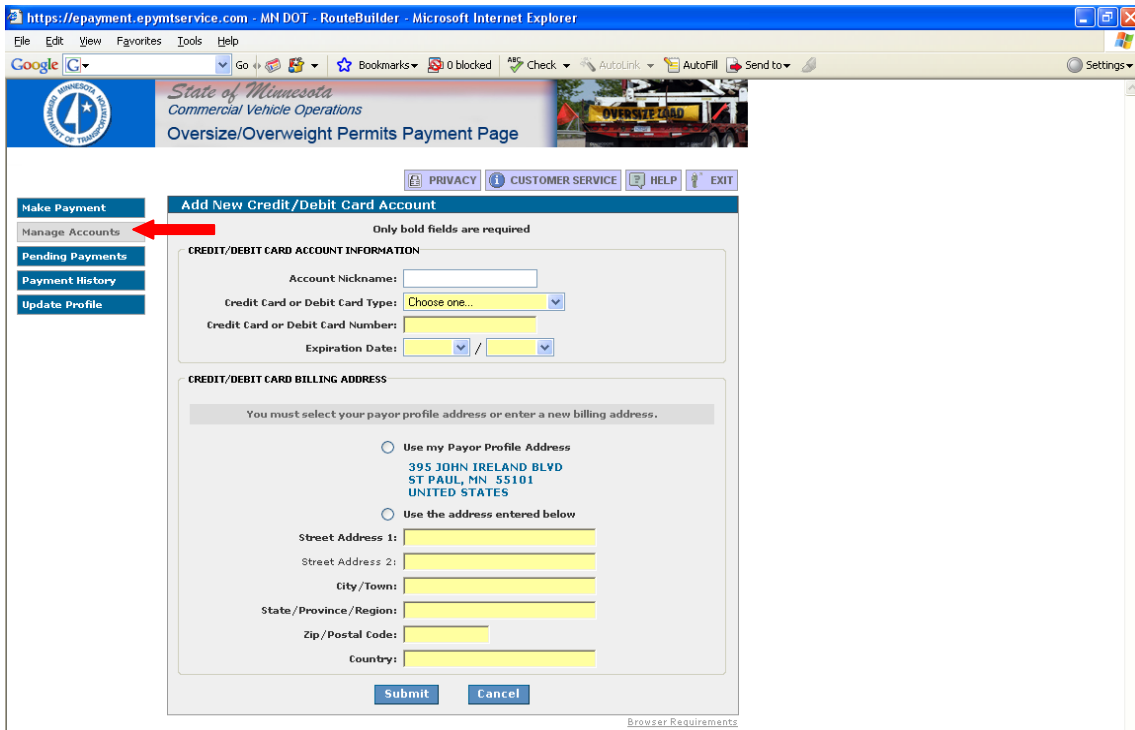 https://epayment.epymtservice.com - MN DOT - RouteBuilder - Microsoft Internet Explorer
File Edit View Favorites Tools Help
Google G Go Bookmarks 0 blocked ABC Check AutoLink AutoFill Send to Settings
State of Minnesota
Commercial Vehicle Operations
Oversize/Overweight Permits Payment Page
OVERSIZE LOAD
PRIVACY CUSTOMER SERVICE HELP EXIT
Make Payment
Manage Accounts
Pending Payments
Payment History
Update Profile
Add New Credit/Debit Card Account
Only bold fields are required
CREDIT/DEBIT CARD ACCOUNT INFORMATION
Account Nickname:
Credit Card or Debit Card Type: Choose one...
Credit Card or Debit Card Number:
Expiration Date: /
CREDIT/DEBIT CARD BILLING ADDRESS
You must select your payor profile address or enter a new billing address.
Use my Payor Profile Address
395 JOHN IRELAND BLVD
ST PAUL, MN 55101
UNITED STATES
Use the address entered below
Street Address 1:
Street Address 2:
City/Town:
State/Province/Region:
Zip/Postal Code:
Country:
Submit Cancel
Browser Requirements